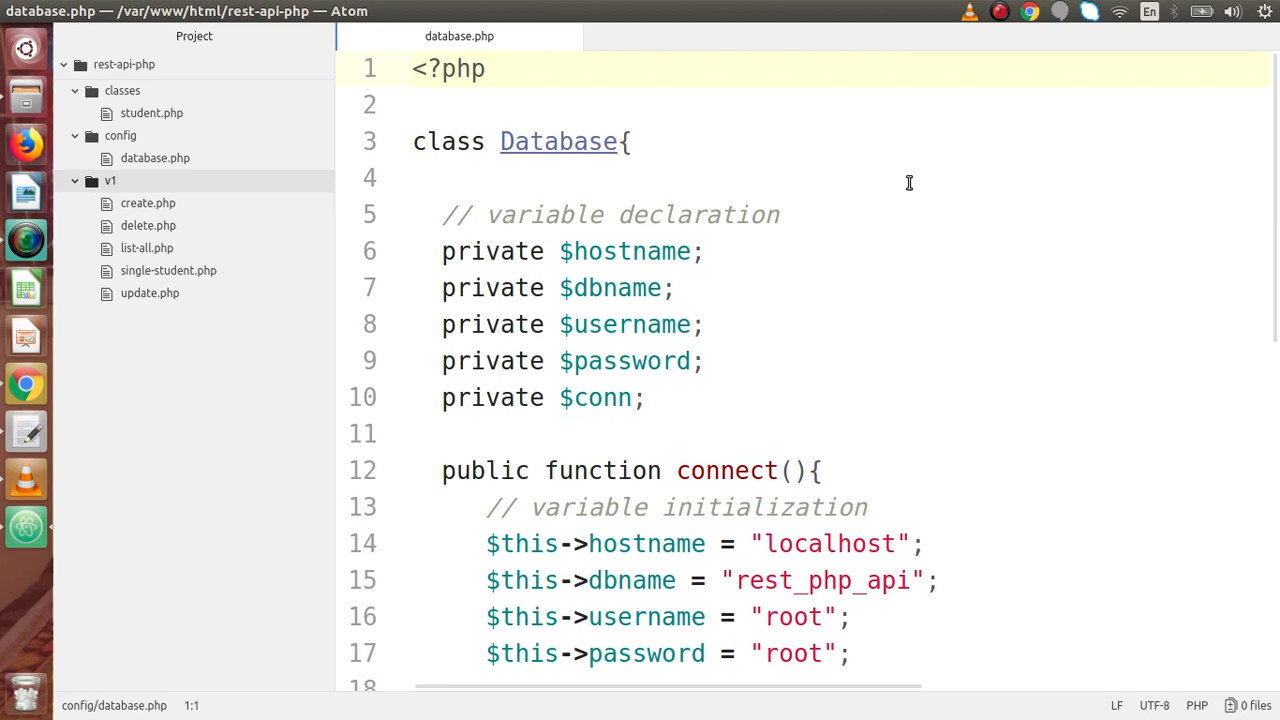 database.php — /var/www/html/rest-api-php — Atom
En
Project
rest-api-php
classes
student.php
config
database.php
v1
create.php
delete.php
list-all.php
single-student.php
update.php
database.php
1 <?php
2
3 class Database{
4
5 // variable declaration
6 private $hostname;
7 private $dbname;
8 private $username;
9 private $password;
10 private $conn;
11
12 public function connect(){
13 // variable initialization
14 $this->hostname = "localhost";
15 $this->dbname = "rest_php_api";
16 $this->username = "root";
17 $this->password = "root";
18
config/database.php 1:1 LF UTF-8 PHP 0 files